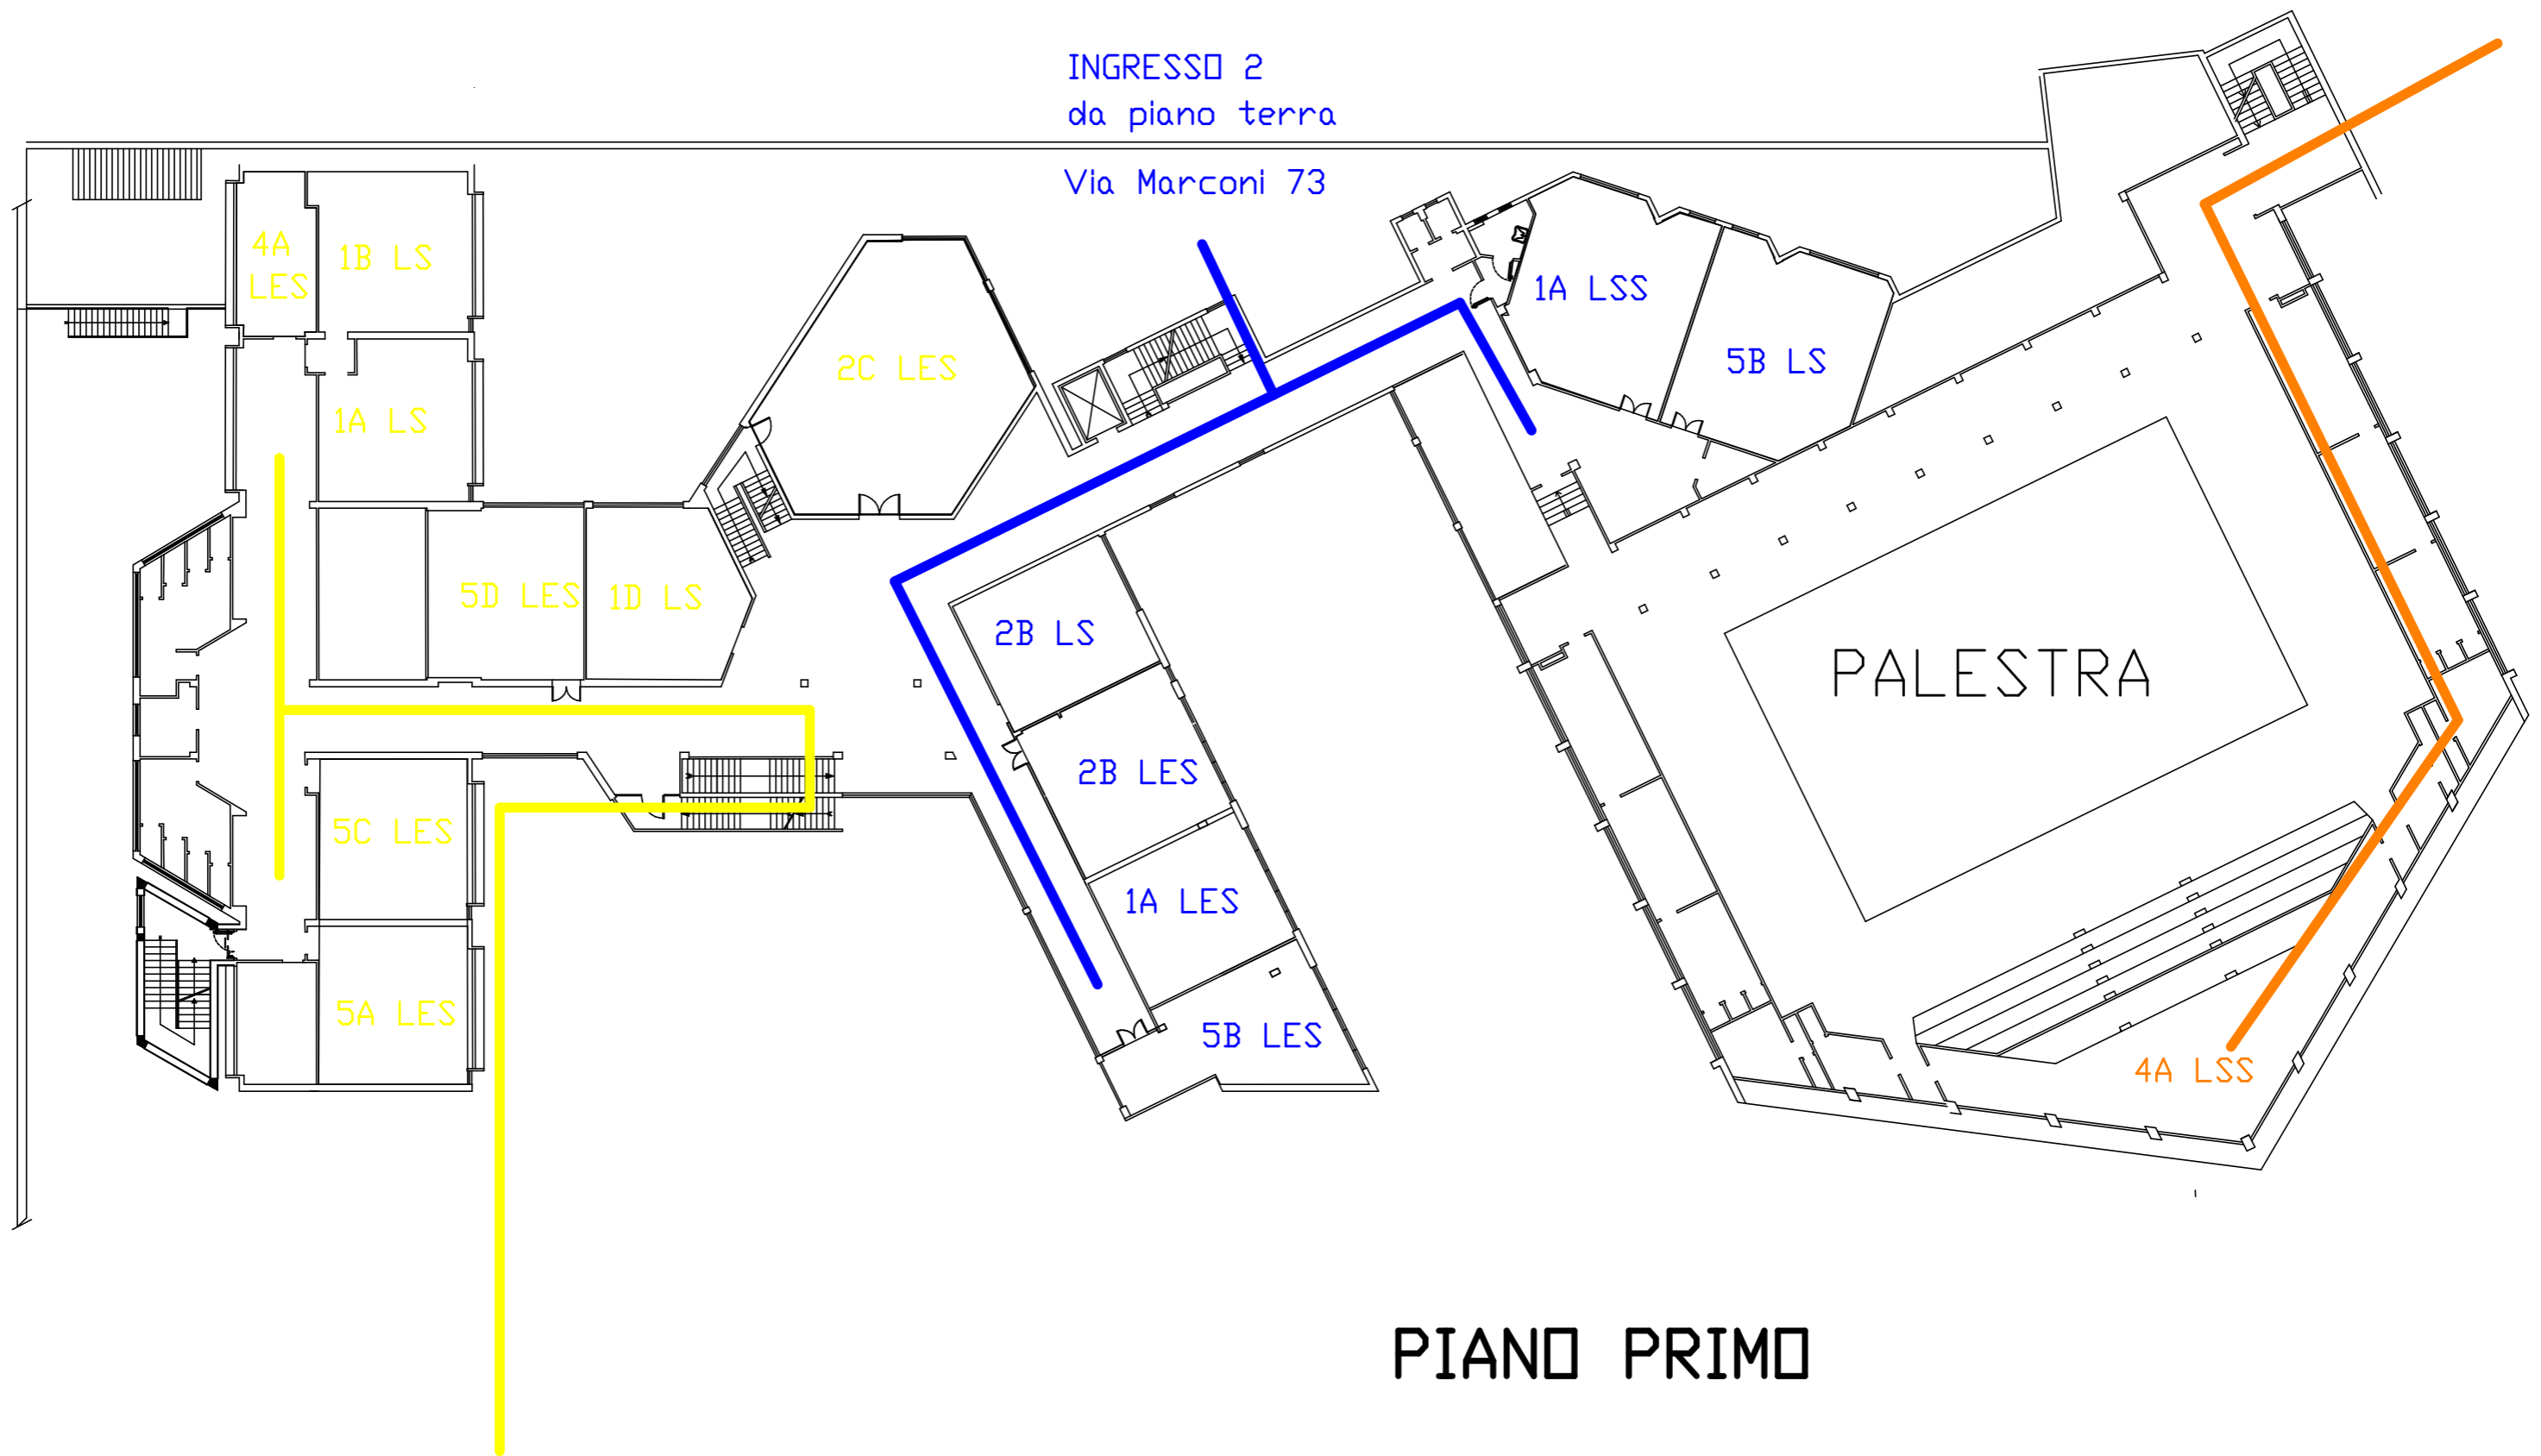 INGRESSO 2
da piano terra
Via Marconi 73
4A
LES
1B LS
1A LS
2C LES
1A LSS
5B LS
5D LES
1D LS
2B LS
2B LES
1A LES
5B LES
5C LES
5A LES
PALESTRA
4A LSS
PIANO PRIMO